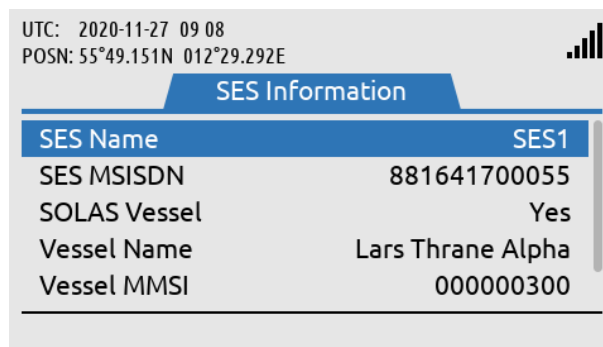 UTC: 2020-11-27 09 08
POSN: 55°49.151N 012°29.292E
SES Information
SES Name SES1
SES MSISDN 881641700055
SOLAS Vessel Yes
Vessel Name Lars Thrane Alpha
Vessel MMSI 000000300